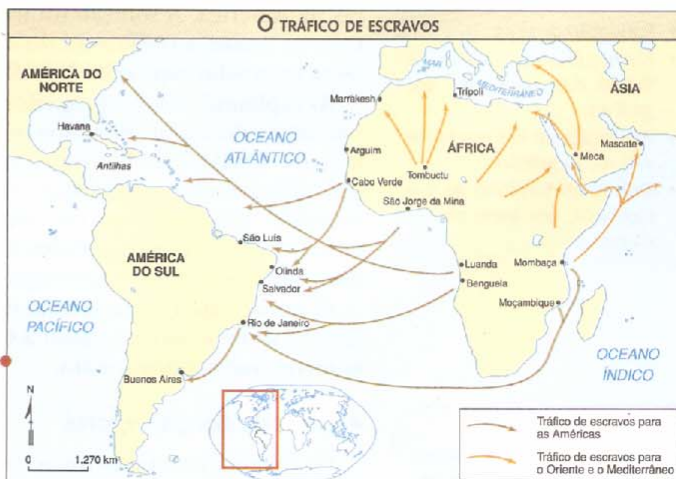 O TRÁFICO DE ESCRAVOS
AMÉRICA DO
NORTE
Havana
Antilhas
OCEANO
ATLÂNTICO
MAR
MEDITERRÂNEO
Trípoli
Marrakesh
ÁSIA
Arguim
ÁFRICA
Mascate
Meca
Tombuctu
Cabo Verde
São Jorge da Mina
São Luís
AMÉRICA
DO SUL
Olinda
Salvador
Luanda
Mombaça
Benguela
Moçambique
OCEANO
PACÍFICO
Rio de Janeiro
OCEANO
ÍNDICO
Buenos Aires
N
0 1.270 km
Tráfico de escravos para
as Américas
Tráfico de escravos para
o Oriente e o Mediterrâneo